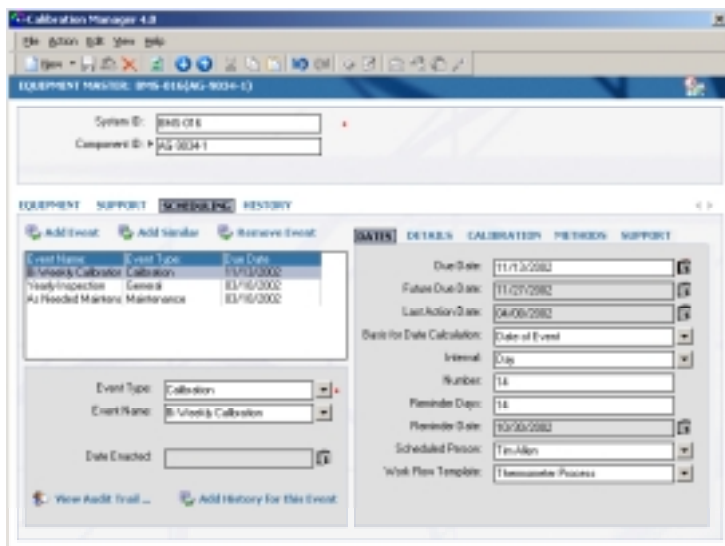 Calibration Manager 4.0
File Action Edit View Help
New
EQUIPMENT MASTER: BMS-016(AG-9034-1)
System ID: BMS-016
Component ID: AG-9034-1
EQUIPMENT SUPPORT SCHEDULING HISTORY
Add Event Add Similar Remove Event
Event Name: Event Type: Due Date
Bi-Weekly Calibration Calibration 11/13/2002
Yearly Inspection General 03/10/2002
As Needed Maintena Maintenance 03/10/2002
Event Type: Calibration
Event Name: Bi-Weekly Calibration
Date Enacted:
View Audit Trail ... Add History for this Event
DATES DETAILS CALIBRATION METHODS SUPPORT
Due Date: 11/13/2002
Future Due Date: 11/27/2002
Last Action Date: 04/08/2002
Basis for Date Calculation: Date of Event
Interval: Day
Number: 14
Reminder Days: 14
Reminder Date: 10/30/2002
Scheduled Person: Tim Allen
Work Flow Template: Thermometer Process